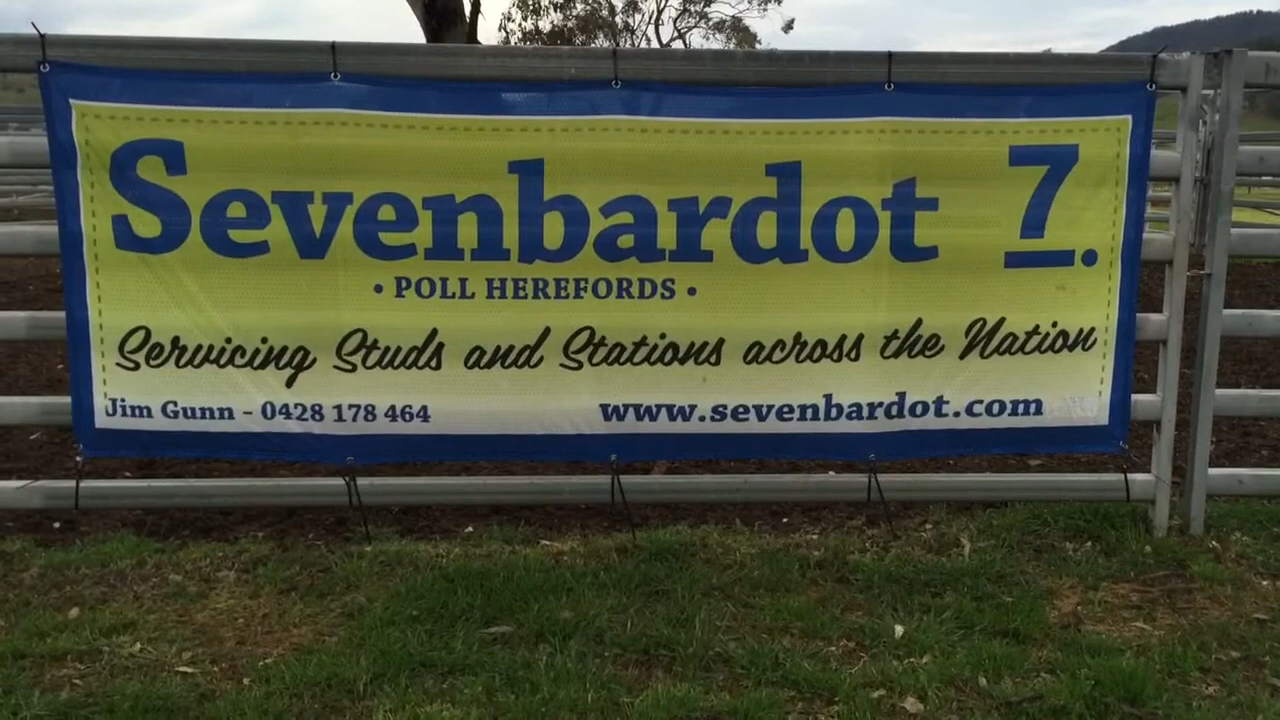 Sevenbardot 7.
• POLL HEREFORDS •
Servicing Studs and Stations across the Nation
Jim Gunn - 0428 178 464
www.sevenbardot.com